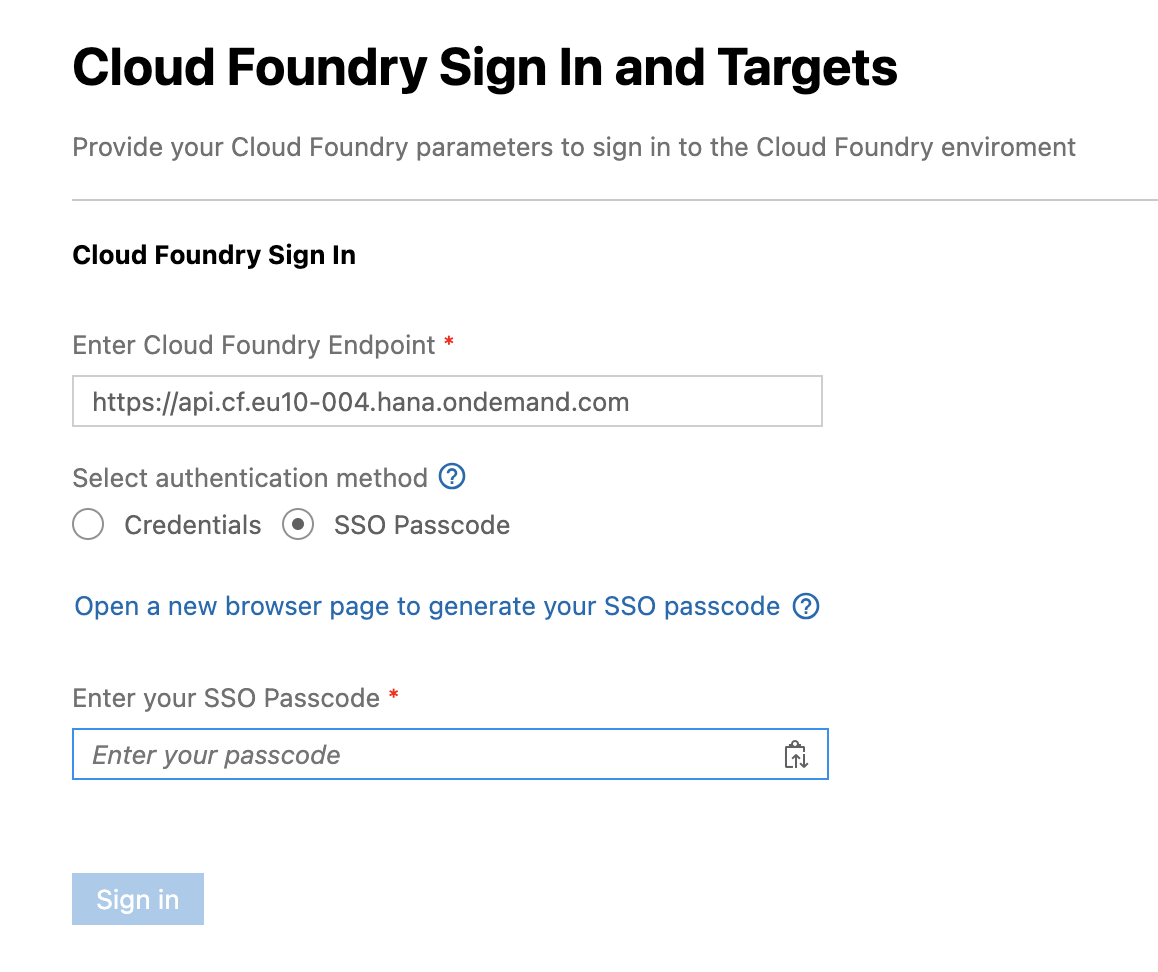 Cloud Foundry Sign In and Targets
Provide your Cloud Foundry parameters to sign in to the Cloud Foundry enviroment
Cloud Foundry Sign In
Enter Cloud Foundry Endpoint *
https://api.cf.eu10-004.hana.ondemand.com
Select authentication method ?
Credentials SSO Passcode
Open a new browser page to generate your SSO passcode ?
Enter your SSO Passcode *
Enter your passcode
Sign in